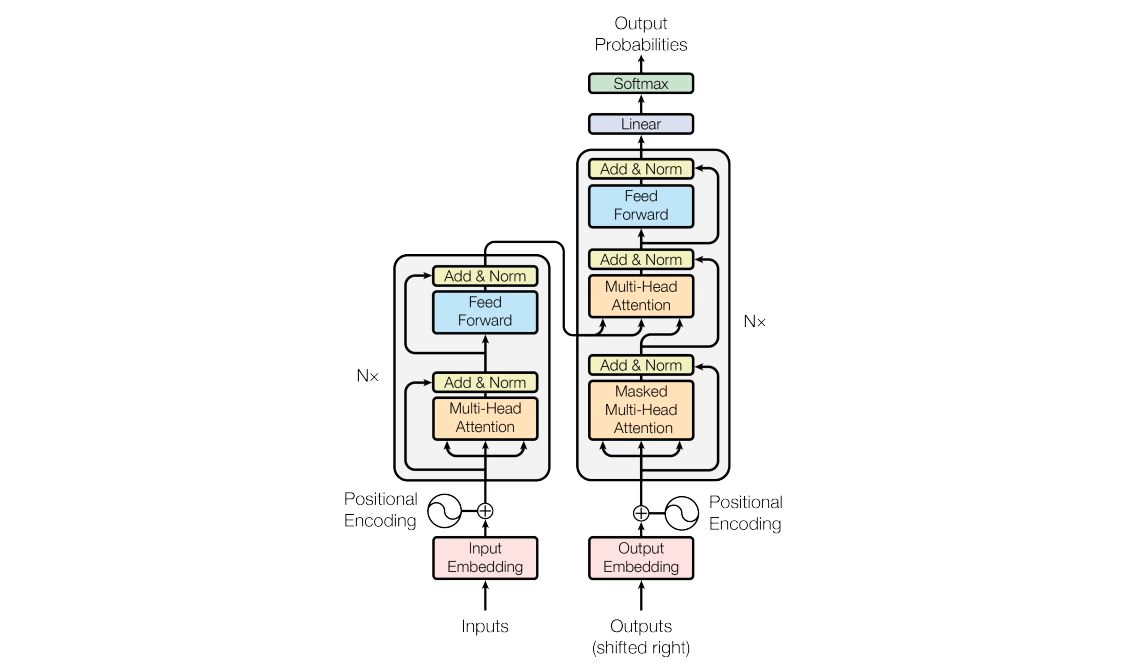 Output
Probabilities
Softmax
Linear
Add & Norm
Feed
Forward
Add & Norm
Multi-Head
Attention
Nx
Add & Norm
Masked
Multi-Head
Attention
Add & Norm
Feed
Forward
Nx
Add & Norm
Multi-Head
Attention
Positional
Encoding
Positional
Encoding
Input
Embedding
Output
Embedding
Inputs
Outputs
(shifted right)